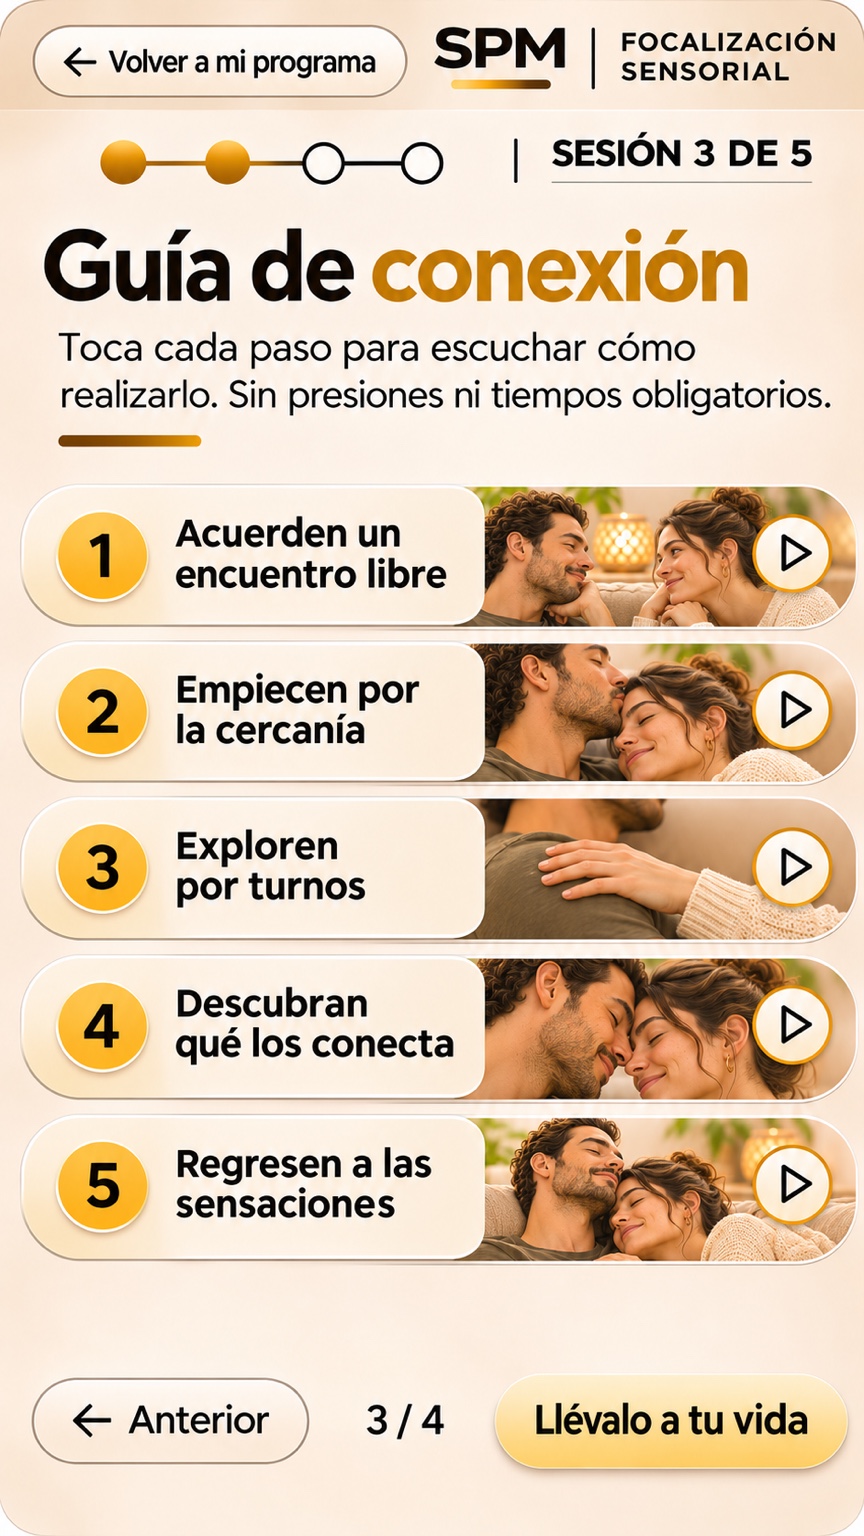 ← Volver a mi programa
SPM | FOCALIZACIÓN
SENSORIAL
SESIÓN 3 DE 5
Guía de conexión
Toca cada paso para escuchar cómo
realizarlo. Sin presiones ni tiempos obligatorios.
1
Acuerden un
encuentro libre
2
Empiecen por
la cercanía
3
Exploren
por turnos
4
Descubran
qué los conecta
5
Regresen a las
sensaciones
← Anterior
3 / 4
Llévalo a tu vida